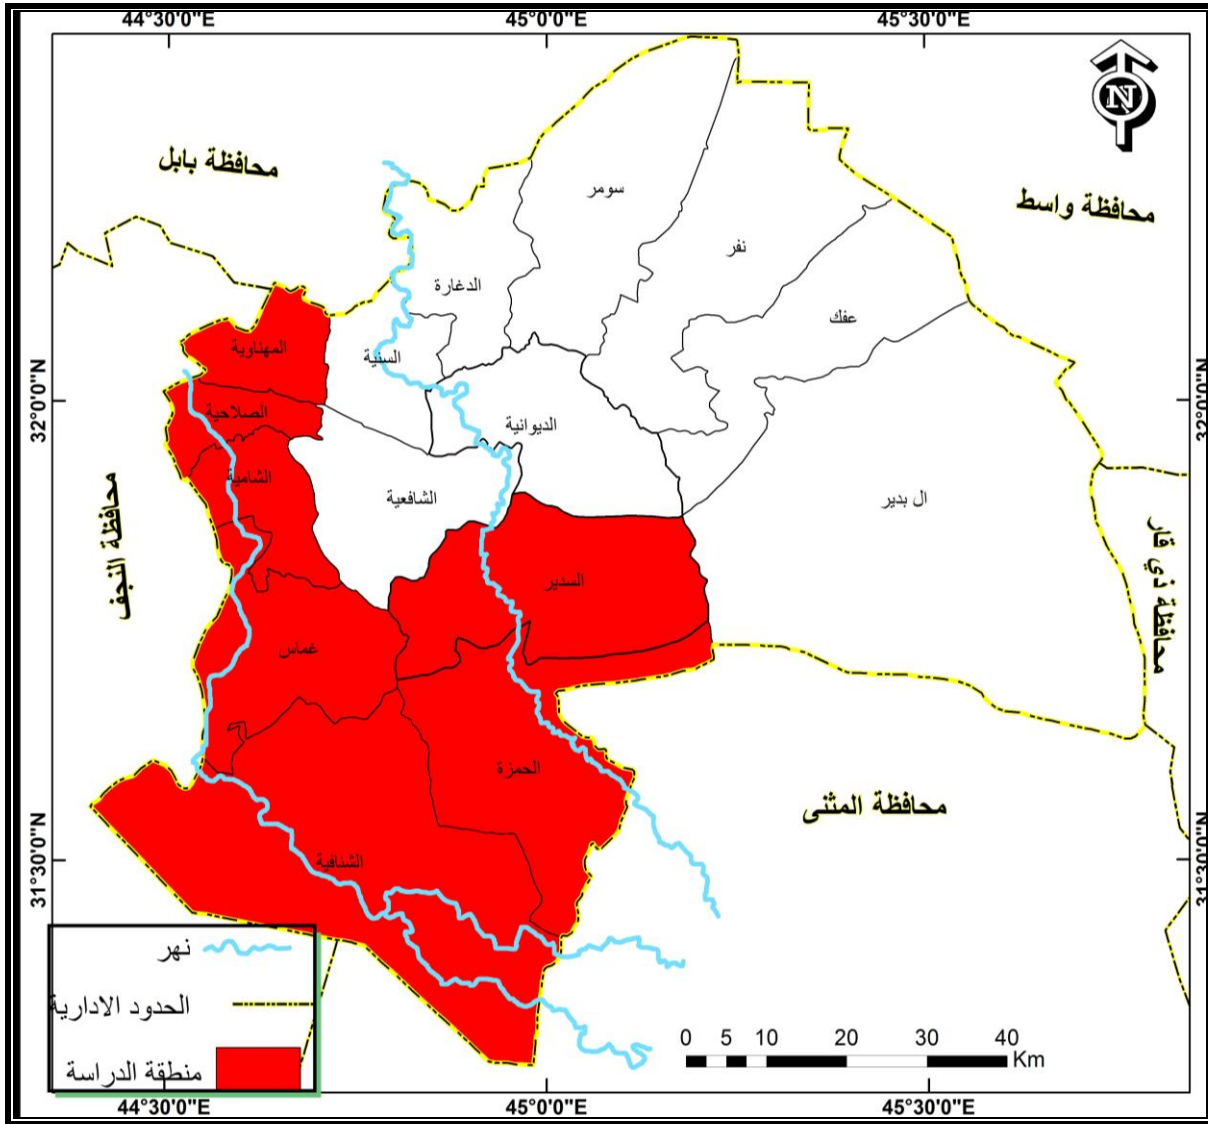 44°30'0"E
45°0'0"E
45°30'0"E
N
محافظة بابل
محافظة واسط
سومر
نفر
الدغارة
عفك
المهناوية
السنية
32°0'0"N
32°0'0"N
الصلاحية
الديوانية
الشامية
الشافعية
ال بدير
محافظة النجف
محافظة ذي قار
السدير
غماس
الحمزة
محافظة المثنى
الشنافية
31°30'0"N
31°30'0"N
نهر
الحدود الادارية
منطقة الدراسة
0 5 10 20 30 40
Km
44°30'0"E
45°0'0"E
45°30'0"E